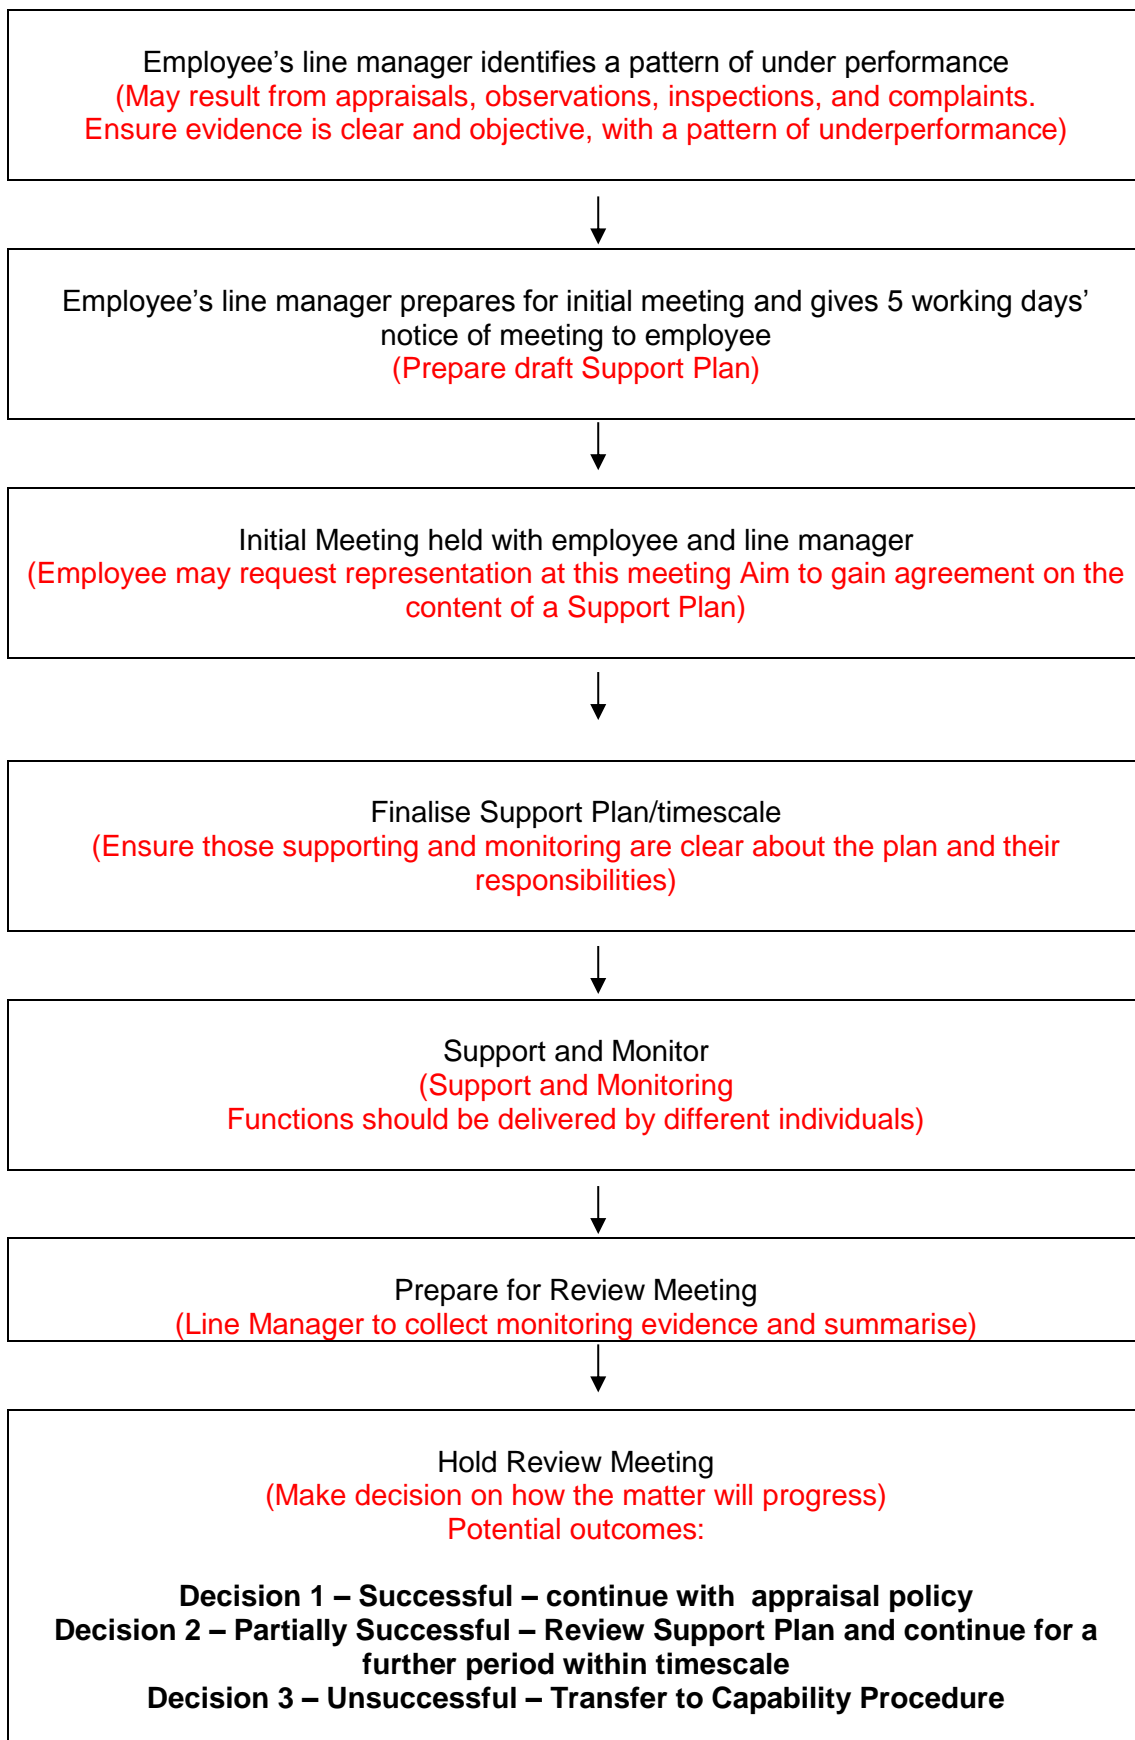 Employee’s line manager identifies a pattern of under performance
(May result from appraisals, observations, inspections, and complaints.
Ensure evidence is clear and objective, with a pattern of underperformance)
Employee’s line manager prepares for initial meeting and gives 5 working days’
notice of meeting to employee
(Prepare draft Support Plan)
Initial Meeting held with employee and line manager
(Employee may request representation at this meeting Aim to gain agreement on the
content of a Support Plan)
Finalise Support Plan/timescale
(Ensure those supporting and monitoring are clear about the plan and their
responsibilities)
Support and Monitor
(Support and Monitoring
Functions should be delivered by different individuals)
Prepare for Review Meeting
(Line Manager to collect monitoring evidence and summarise)
Hold Review Meeting
(Make decision on how the matter will progress)
Potential outcomes:
Decision 1 – Successful – continue with appraisal policy
Decision 2 – Partially Successful – Review Support Plan and continue for a
further period within timescale
Decision 3 – Unsuccessful – Transfer to Capability Procedure